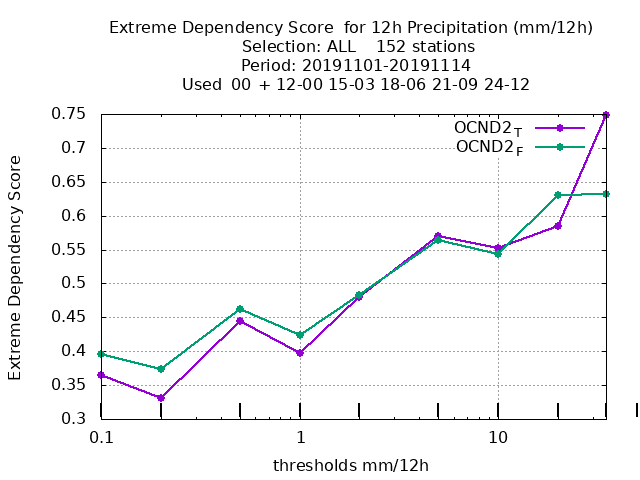 Extreme Dependency Score  for 12h Precipitation (mm/12h)
Selection: ALL    152 stations
Period: 20191101-20191114
Used  00 + 12-00 15-03 18-06 21-09 24-12
OCND2T
OCND2F
Extreme Dependency Score
0.75
0.7
0.65
0.6
0.55
0.5
0.45
0.4
0.35
0.3
0.1 1 10
thresholds mm/12h